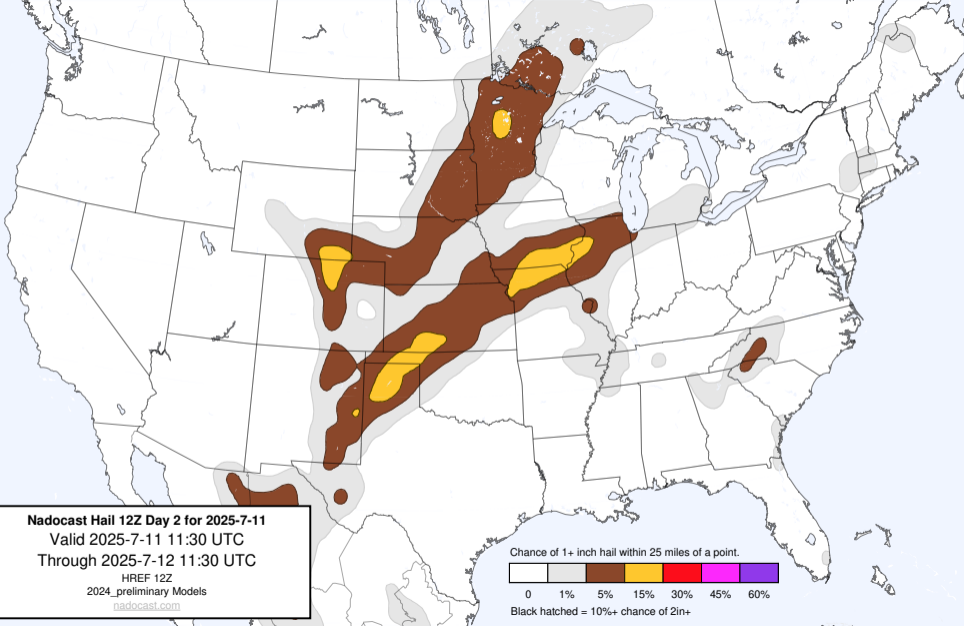 Nadocast Hail 12Z Day 2 for 2025-7-11
Valid 2025-7-11 11:30 UTC
Through 2025-7-12 11:30 UTC
HREF 12Z
2024_preliminary Models
nadocast.com
Chance of 1+ inch hail within 25 miles of a point.
0 1% 5% 15% 30% 45% 60%
Black hatched = 10%+ chance of 2in+